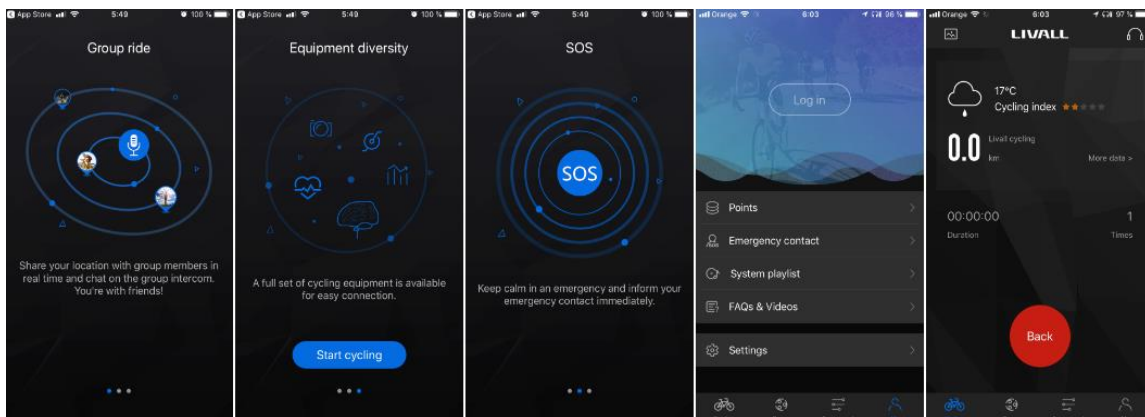 App Store 5:49 100 %
Group ride
Share your location with group members in
real time and chat on the group intercom.
You're with friends!
App Store 5:49 100 %
Equipment diversity
A full set of cycling equipment is available
for easy connection.
Start cycling
App Store 5:49 100 %
SOS
SOS
Keep calm in an emergency and inform your
emergency contact immediately.
Orange 6:03 96 %
Log in
Points
Emergency contact
System playlist
FAQs & Videos
Settings
Orange 6:03 97 %
LIVALL
17°C
Cycling index
0.0 Livall cycling
km More data >
00:00:00 1
Duration Times
Back